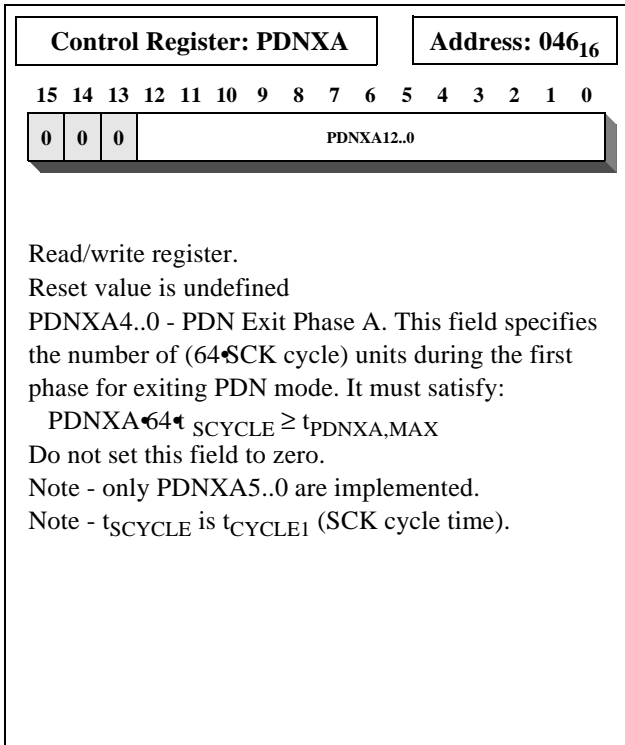 Control Register: PDNXA
Address: 046₁₆
15 14 13 12 11 10 9 8 7 6 5 4 3 2 1 0
0 0 0 PDNXA12..0
Read/write register.
Reset value is undefined
PDNXA4..0 - PDN Exit Phase A. This field specifies
the number of (64•SCK cycle) units during the first
phase for exiting PDN mode. It must satisfy:
PDNXA•64•t SCYCLE ≥ tPDNXA,MAX
Do not set this field to zero.
Note - only PDNXA5..0 are implemented.
Note - tSCYCLE is tCYCLE1 (SCK cycle time).